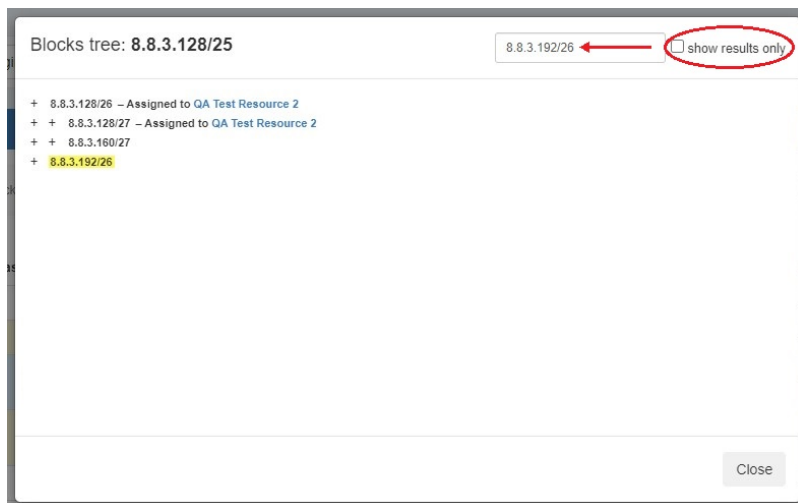 Blocks tree: 8.8.3.128/25
8.8.3.192/26
show results only
+ 8.8.3.128/26 – Assigned to QA Test Resource 2
+ + 8.8.3.128/27 – Assigned to QA Test Resource 2
+ + 8.8.3.160/27
+ 8.8.3.192/26
Close